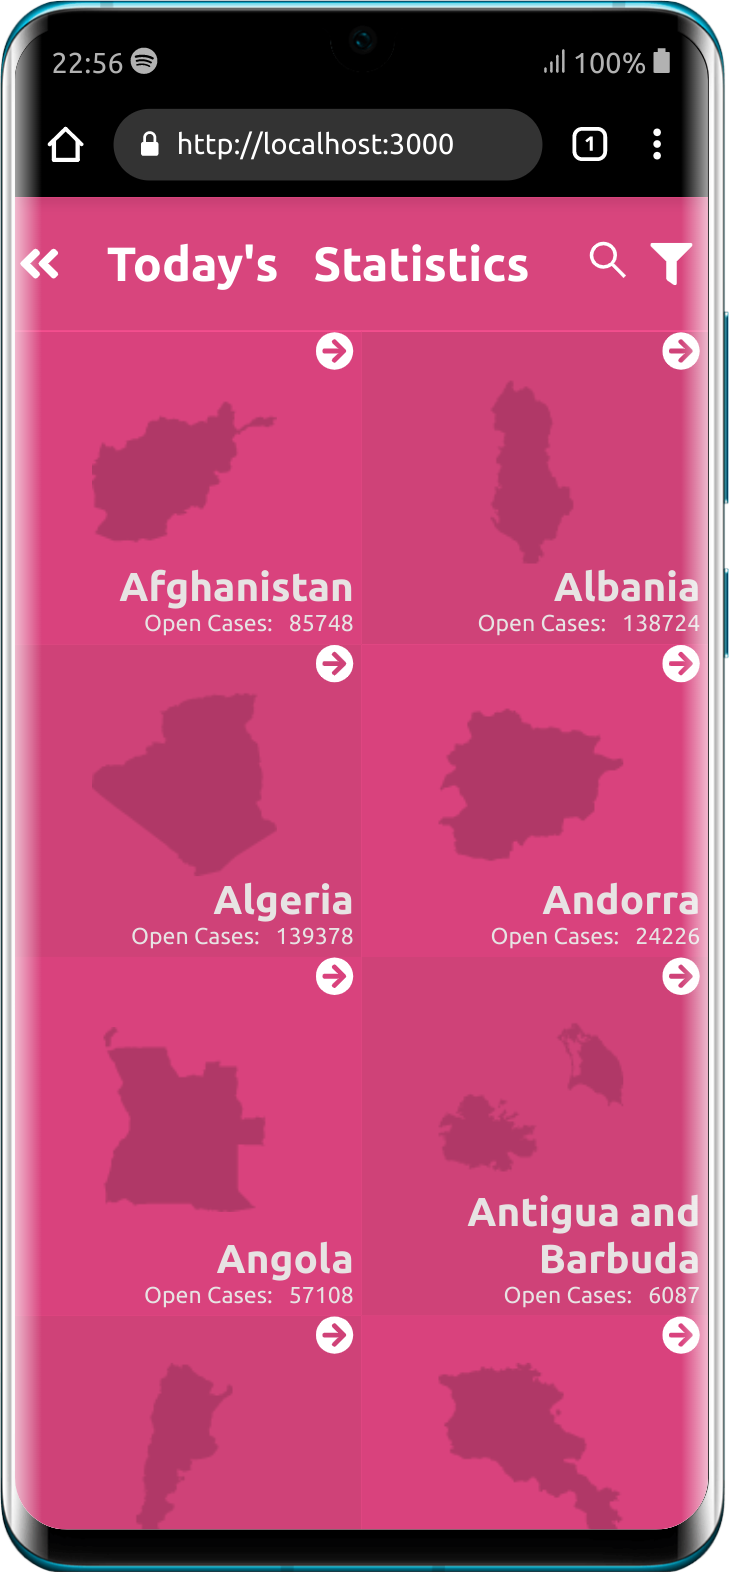 22:56 100%
1 http://localhost:3000
Today's Statistics
Afghanistan
Open Cases: 85748
Albania
Open Cases: 138724
Algeria
Open Cases: 139378
Andorra
Open Cases: 24226
Angola
Open Cases: 57108
Antigua and
Barbuda
Open Cases: 6087